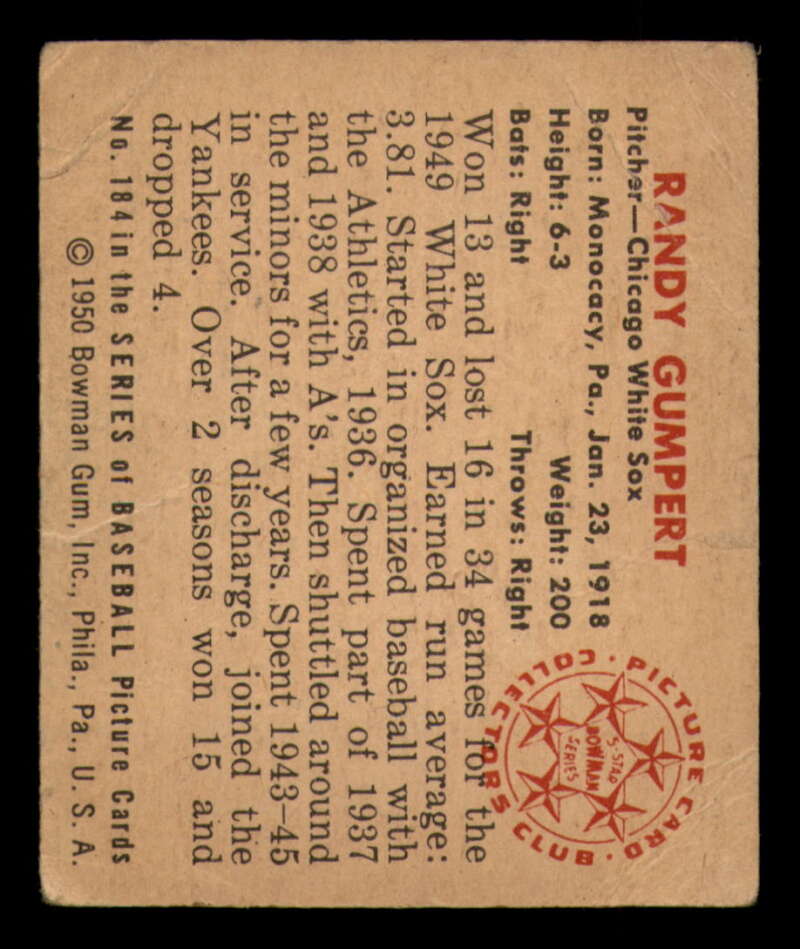 RANDY GUMPERT
Pitcher—Chicago White Sox
Born: Monocacy, Pa., Jan. 23, 1918
Height: 6-3 Weight: 200
Bats: Right Throws: Right
Won 13 and lost 16 in 34 games for the
1949 White Sox. Earned run average:
3.81. Started in organized baseball with
the Athletics, 1936. Spent part of 1937
and 1938 with A's. Then shuttled around
the minors for a few years. Spent 1943–45
in service. After discharge, joined the
Yankees. Over 2 seasons won 15 and
dropped 4.
No. 184 in the SERIES of BASEBALL Picture Cards
© 1950 Bowman Gum, Inc., Phila., Pa., U. S. A.
PICTURE CARD • COLLECTORS CLUB •
5-STAR
BOWMAN
SERIES